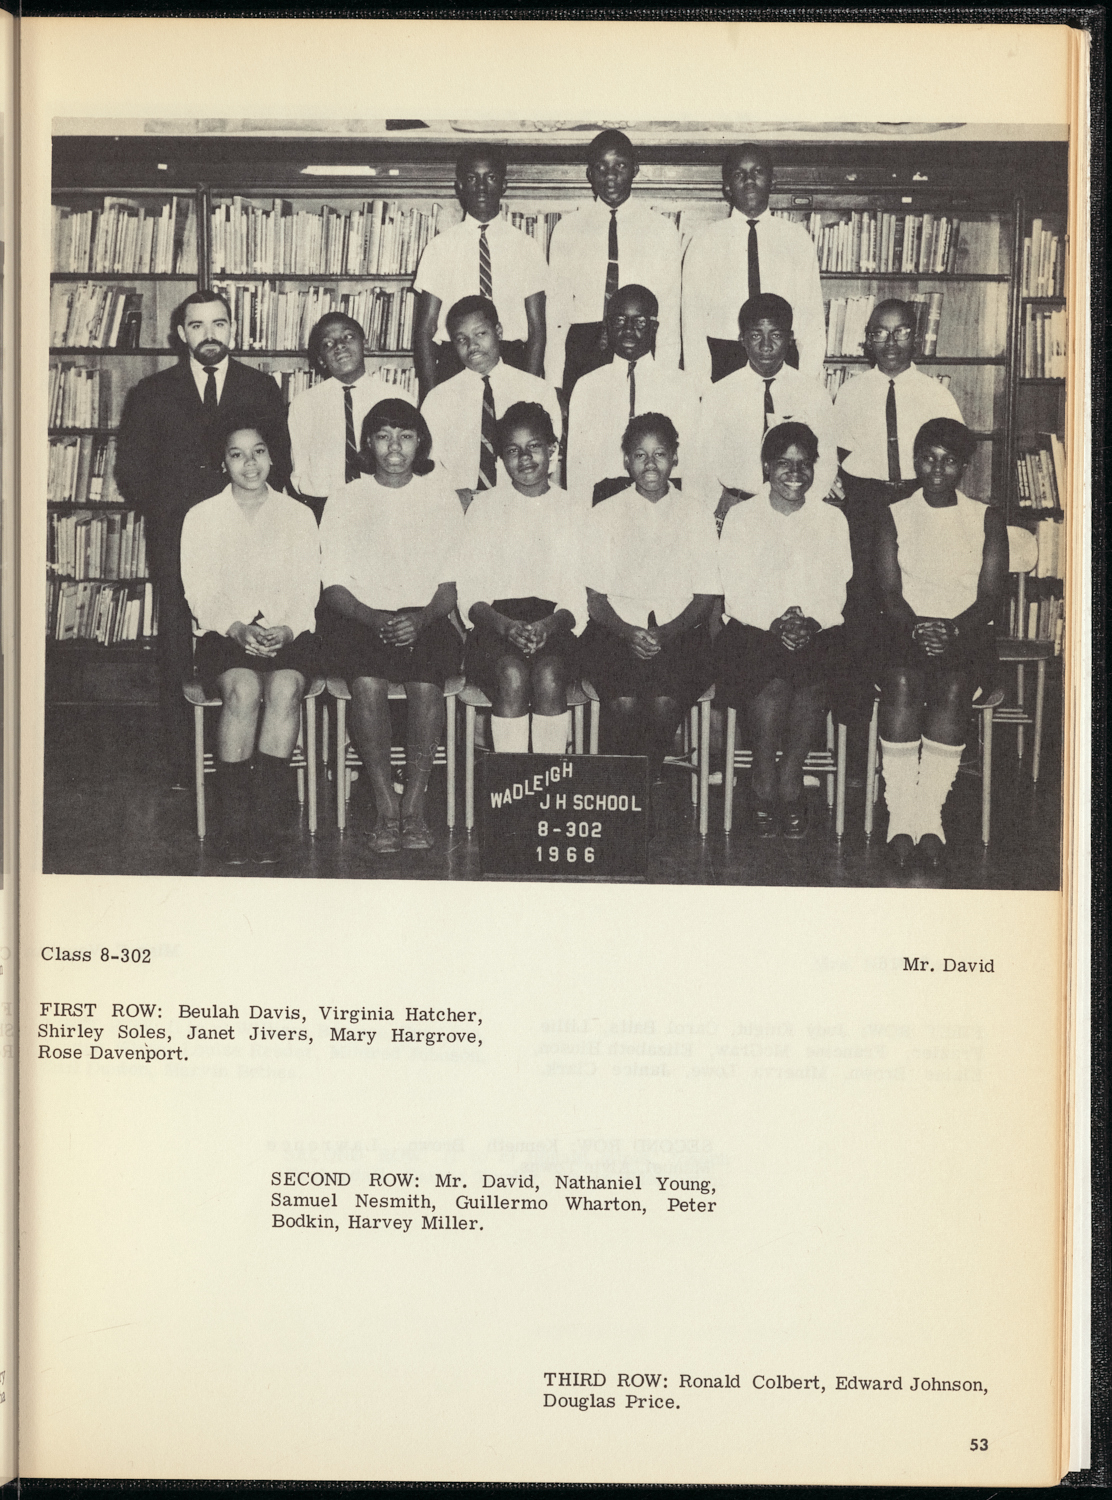 WADLEIGH
J H SCHOOL
8-302
1966
Class 8-302
Mr. David
FIRST ROW: Beulah Davis, Virginia Hatcher,
Shirley Soles, Janet Jivers, Mary Hargrove,
Rose Davenport.
SECOND ROW: Mr. David, Nathaniel Young,
Samuel Nesmith, Guillermo Wharton, Peter
Bodkin, Harvey Miller.
THIRD ROW: Ronald Colbert, Edward Johnson,
Douglas Price.
53